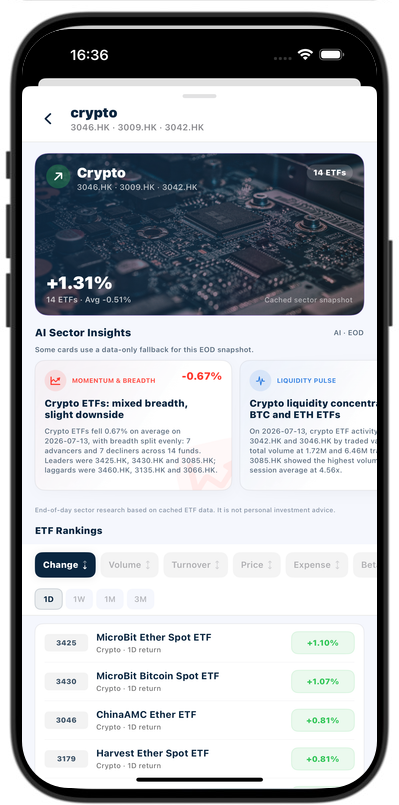 16:36
crypto
3046.HK · 3009.HK · 3042.HK
Crypto
14 ETFs
3046.HK · 3009.HK · 3042.HK
+1.31%
14 ETFs · Avg -0.51%
Cached sector snapshot
AI Sector Insights
AI · EOD
Some cards use a data-only fallback for this EOD snapshot.
MOMENTUM & BREADTH
-0.67%
Crypto ETFs: mixed breadth,
slight downside
Crypto ETFs fell 0.67% on average on
2026-07-13, with breadth split evenly: 7
advancers and 7 decliners across 14 funds.
Leaders were 3425.HK, 3430.HK and 3085.HK;
laggards were 3460.HK, 3135.HK and 3066.HK.
LIQUIDITY PULSE
Crypto liquidity concentra
BTC and ETH ETFs
On 2026-07-13, crypto ETF activity
3042.HK and 3046.HK by traded va
total volume at 1.72M and 6.46M tra
3085.HK showed the highest volum
session average at 4.56x.
End-of-day sector research based on cached ETF data. It is not personal investment advice.
ETF Rankings
Change
Volume
Turnover
Price
Expense
Bet
1D
1W
1M
3M
3425
MicroBit Ether Spot ETF
Crypto · 1D return
+1.10%
3430
MicroBit Bitcoin Spot ETF
Crypto · 1D return
+1.07%
3046
ChinaAMC Ether ETF
Crypto · 1D return
+0.81%
3179
Harvest Ether Spot ETF
Crypto · 1D return
+0.81%